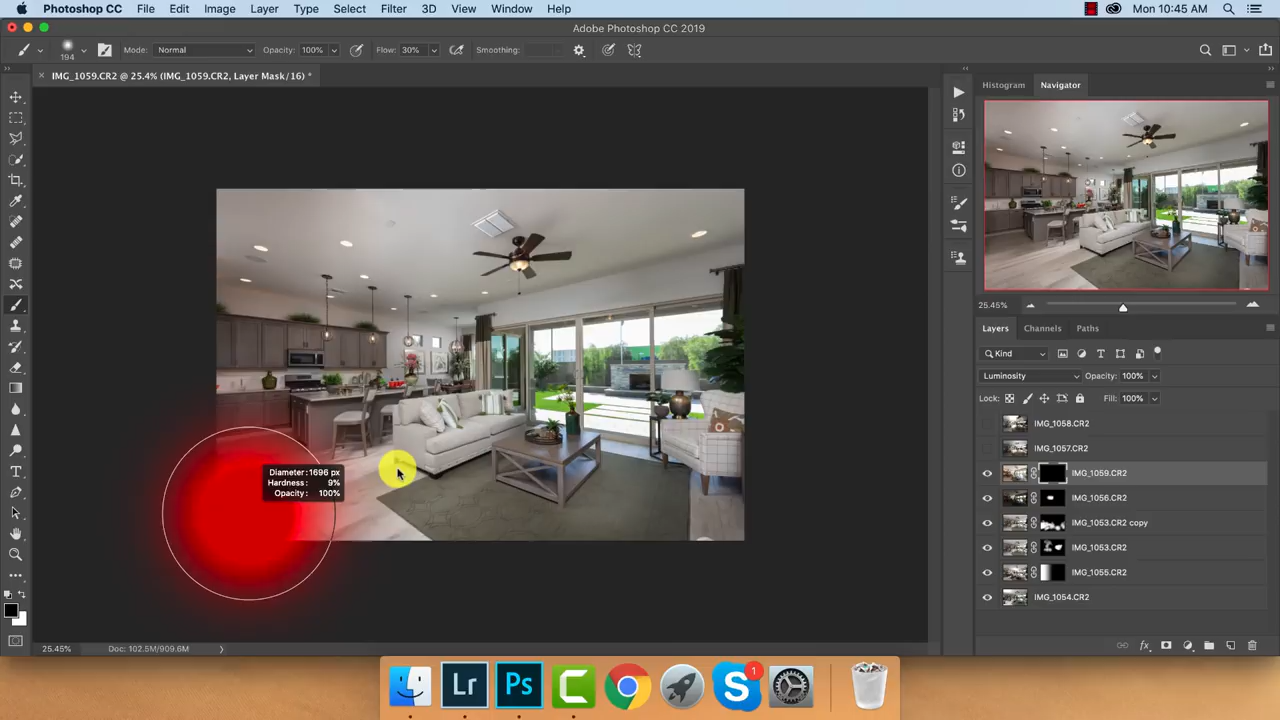 Photoshop CC File Edit Image Layer Type Select Filter 3D View Window Help Mon 10:45 AM
Adobe Photoshop CC 2019
194 Mode: Normal Opacity: 100% Flow: 30% Smoothing:
IMG_1059.CR2 @ 25.4% (IMG_1059.CR2, Layer Mask/16) *
Histogram Navigator
25.45%
Layers Channels Paths
Kind
Luminosity Opacity: 100%
Lock: Fill: 100%
IMG_1058.CR2
IMG_1057.CR2
IMG_1059.CR2
IMG_1056.CR2
IMG_1053.CR2 copy
IMG_1053.CR2
IMG_1055.CR2
IMG_1054.CR2
Diameter: 1696 px
Hardness: 9%
Opacity: 100%
25.45% Doc: 102.5M/909.6M
Lr Ps C S 1